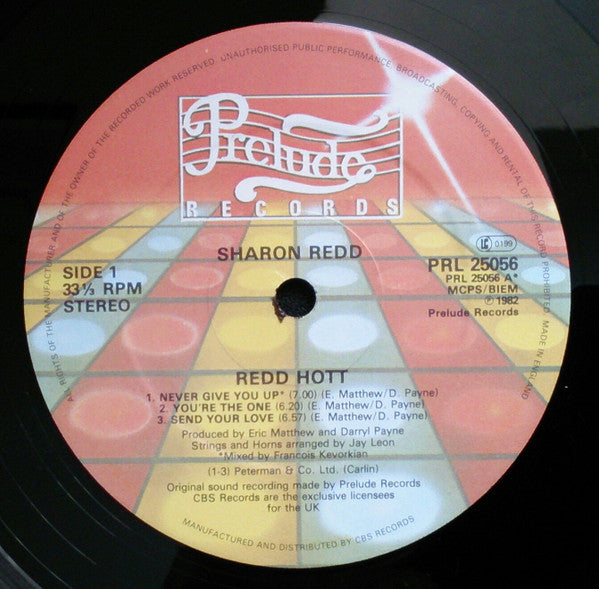 ALL RIGHTS OF THE MANUFACTURER AND OF THE OWNER OF THE RECORDED WORK RESERVED. UNAUTHORISED PUBLIC PERFORMANCE, BROADCASTING, COPYING AND RENTAL OF THIS RECORD PROHIBITED. MADE IN ENGLAND
Prelude
RECORDS
SHARON REDD
LC 0199
SIDE 1
33⅓ RPM
STEREO
PRL 25056
PRL 25056 A*
MCPS/BIEM
℗ 1982
Prelude Records
REDD HOTT
1. NEVER GIVE YOU UP* (7.00) (E. Matthew/D. Payne)
2. YOU'RE THE ONE (6.20) (E. Matthew/D. Payne)
3. SEND YOUR LOVE (6.57) (E. Matthew/D. Payne)
Produced by Eric Matthew and Darryl Payne
Strings and Horns arranged by Jay Leon
*Mixed by Francois Kevorkian
(1-3) Peterman & Co. Ltd. (Carlin)
Original sound recording made by Prelude Records
CBS Records are the exclusive licensees
for the UK
MANUFACTURED AND DISTRIBUTED BY CBS RECORDS